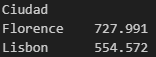 Ciudad
Florence    727.991
Lisbon      554.572